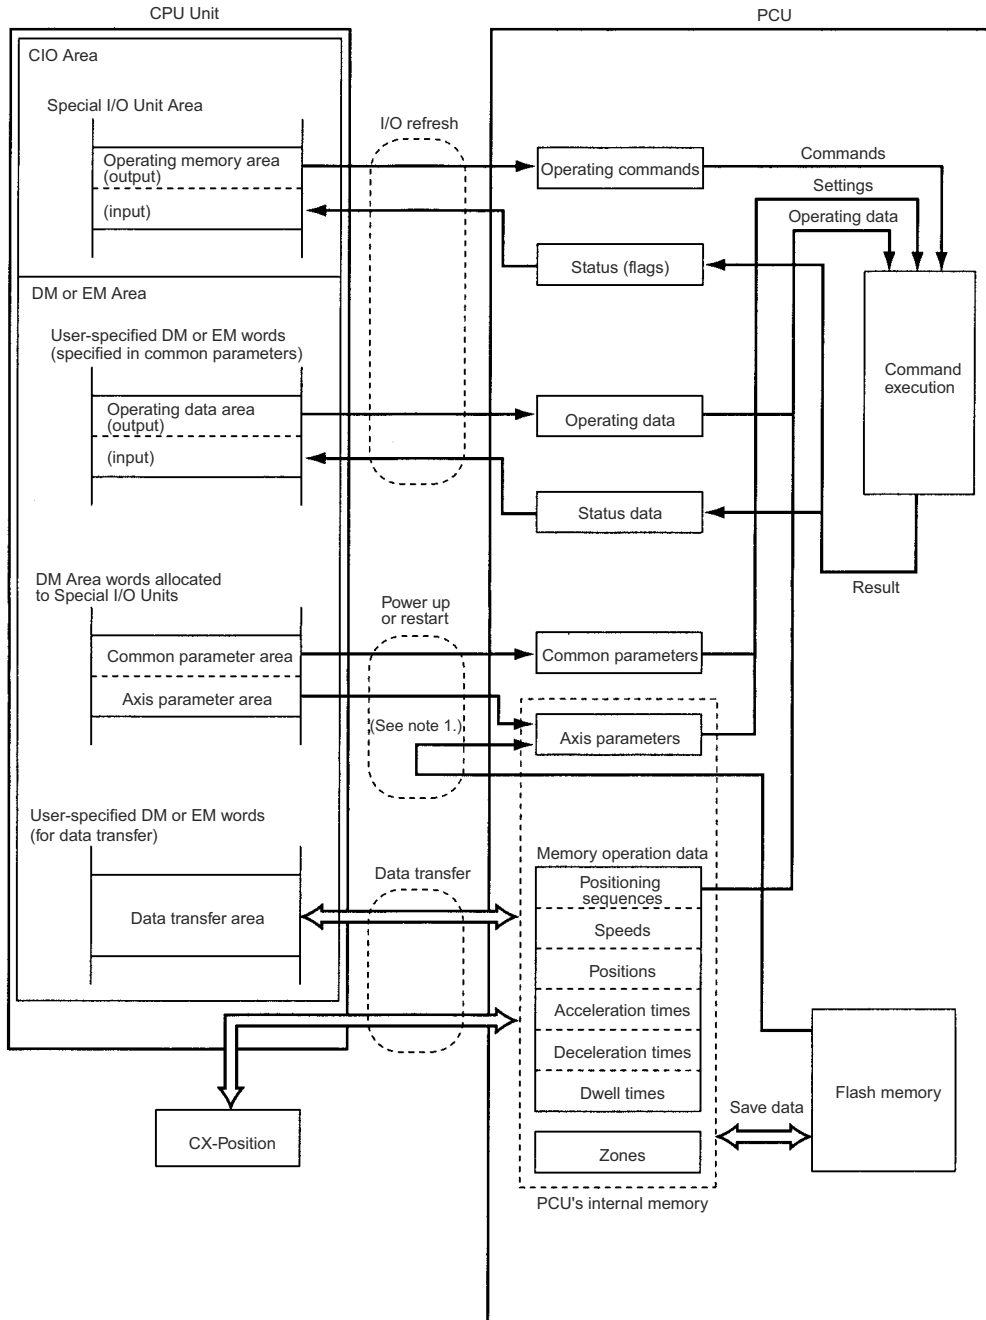 CPU Unit
PCU
CIO Area
Special I/O Unit Area
I/O refresh
Operating memory area
(output)
(input)
Operating commands
Commands
Settings
Operating data
Status (flags)
DM or EM Area
User-specified DM or EM words
(specified in common parameters)
Operating data area
(output)
(input)
Operating data
Command
execution
Status data
Result
DM Area words allocated
to Special I/O Units
Power up
or restart
Common parameter area
Axis parameter area
Common parameters
(See note 1.)
Axis parameters
User-specified DM or EM words
(for data transfer)
Data transfer
Data transfer area
Memory operation data
Positioning
sequences
Speeds
Positions
Acceleration times
Deceleration times
Dwell times
Zones
PCU's internal memory
Save data
Flash memory
CX-Position